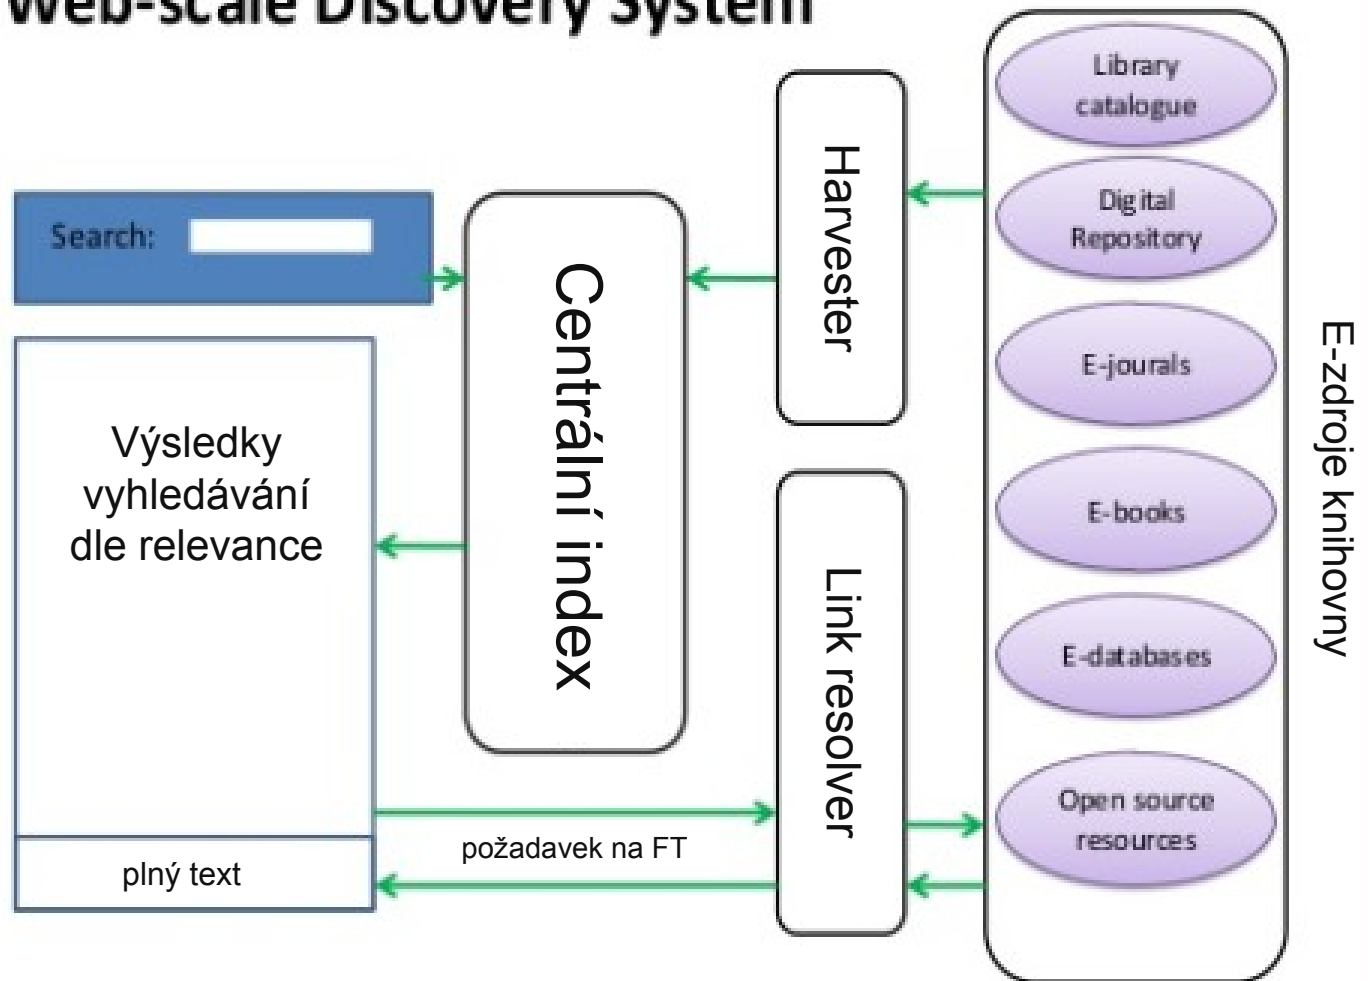 Web-scale Discovery System
Search:
Výsledky
vyhledávání
dle relevance
plný text
Centrální index
požadavek na FT
Harvester
Link resolver
Library
catalogue
Digital
Repository
E-jourals
E-books
E-databases
Open source
resources
E-zdroje knihovny